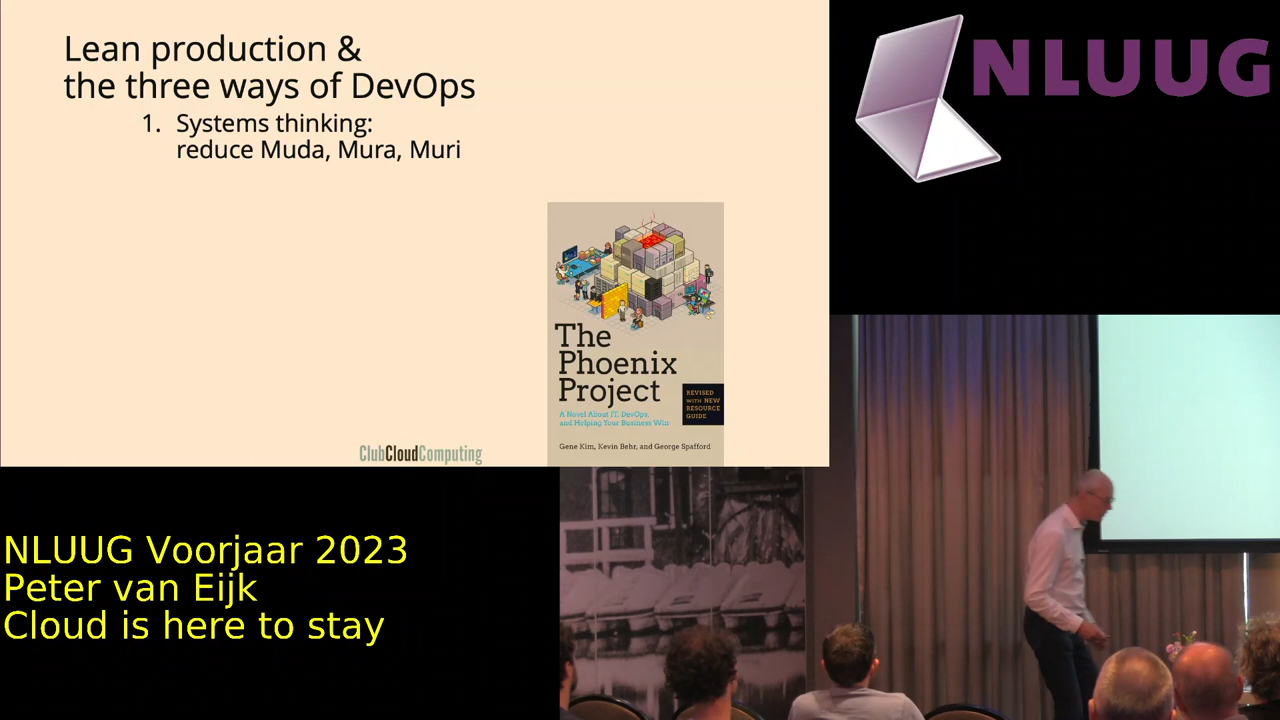 Lean production &
the three ways of DevOps
1. Systems thinking:
reduce Muda, Mura, Muri
The
Phoenix
Project
A Novel About IT, DevOps,
and Helping Your Business Win
REVISED
WITH NEW
RESOURCE
GUIDE
Gene Kim, Kevin Behr, and George Spafford
ClubCloudComputing
NLUUG
NLUUG Voorjaar 2023
Peter van Eijk
Cloud is here to stay